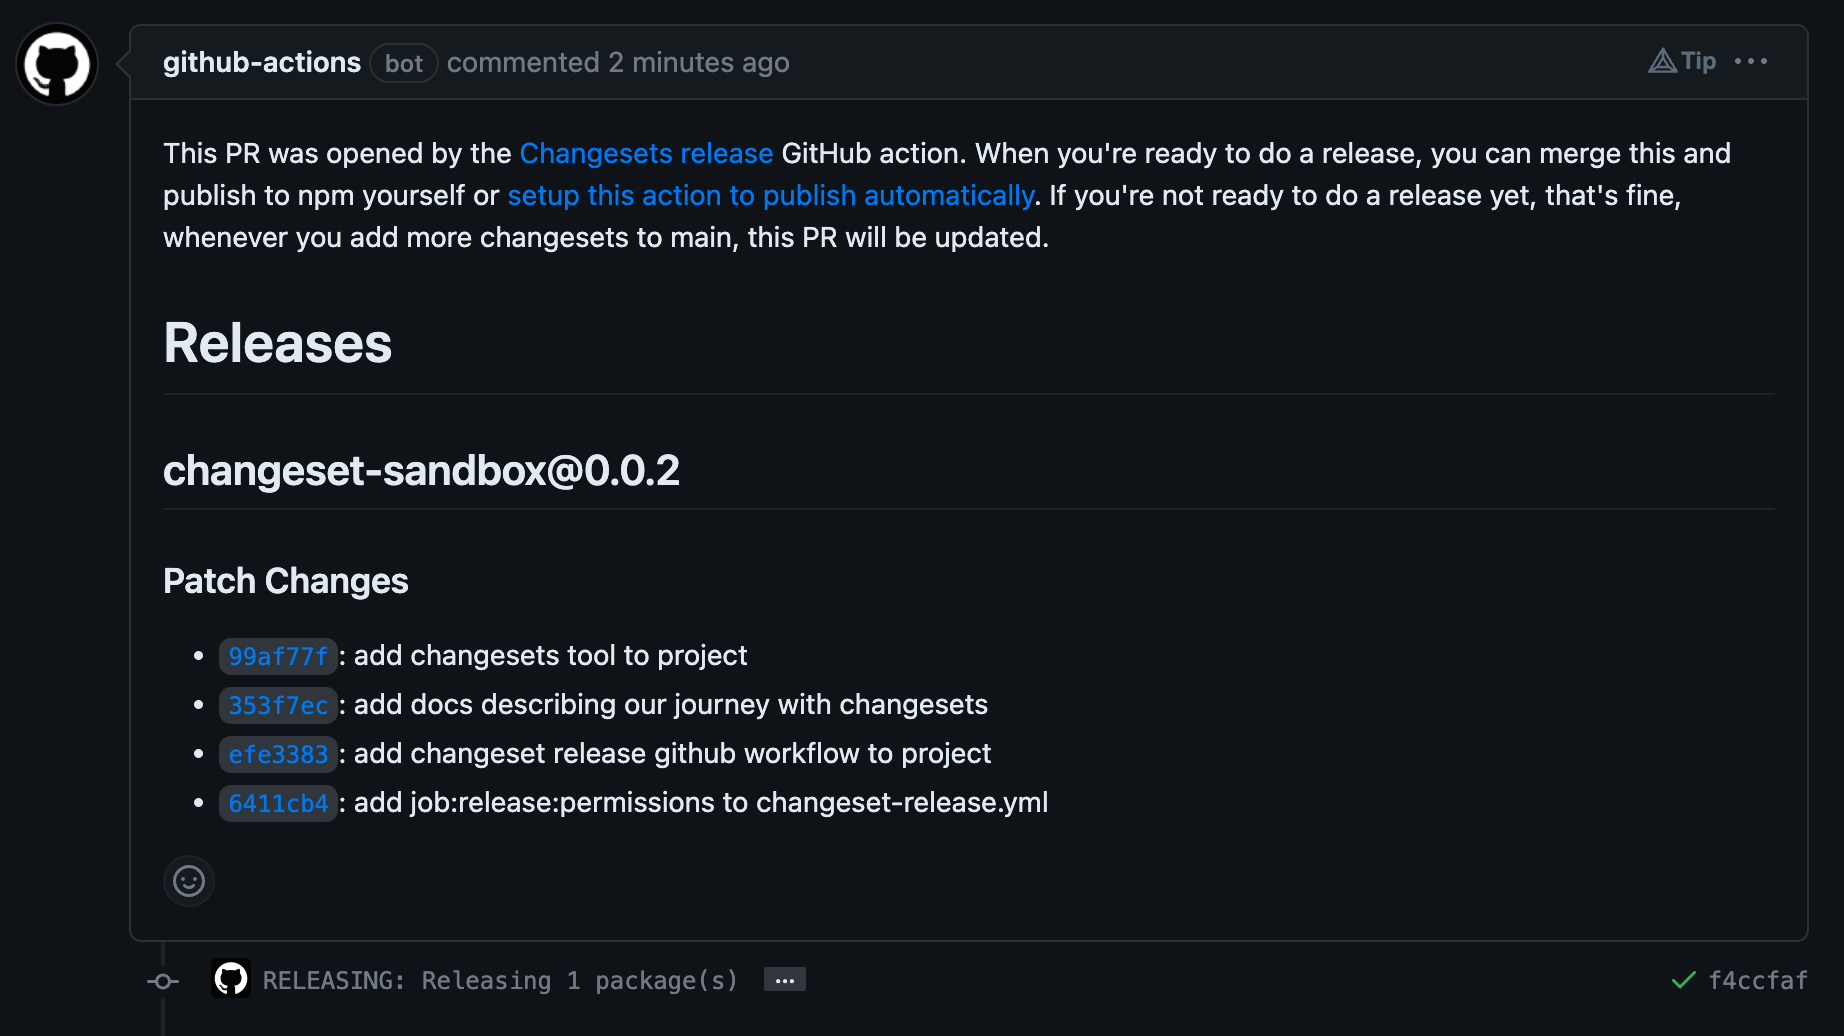 github-actions bot commented 2 minutes ago Tip
This PR was opened by the Changesets release GitHub action. When you're ready to do a release, you can merge this and
publish to npm yourself or setup this action to publish automatically. If you're not ready to do a release yet, that's fine,
whenever you add more changesets to main, this PR will be updated.
Releases
changeset-sandbox@0.0.2
Patch Changes
• 99af77f: add changesets tool to project
• 353f7ec: add docs describing our journey with changesets
• efe3383: add changeset release github workflow to project
• 6411cb4: add job:release:permissions to changeset-release.yml
RELEASING: Releasing 1 package(s) ... f4ccfaf